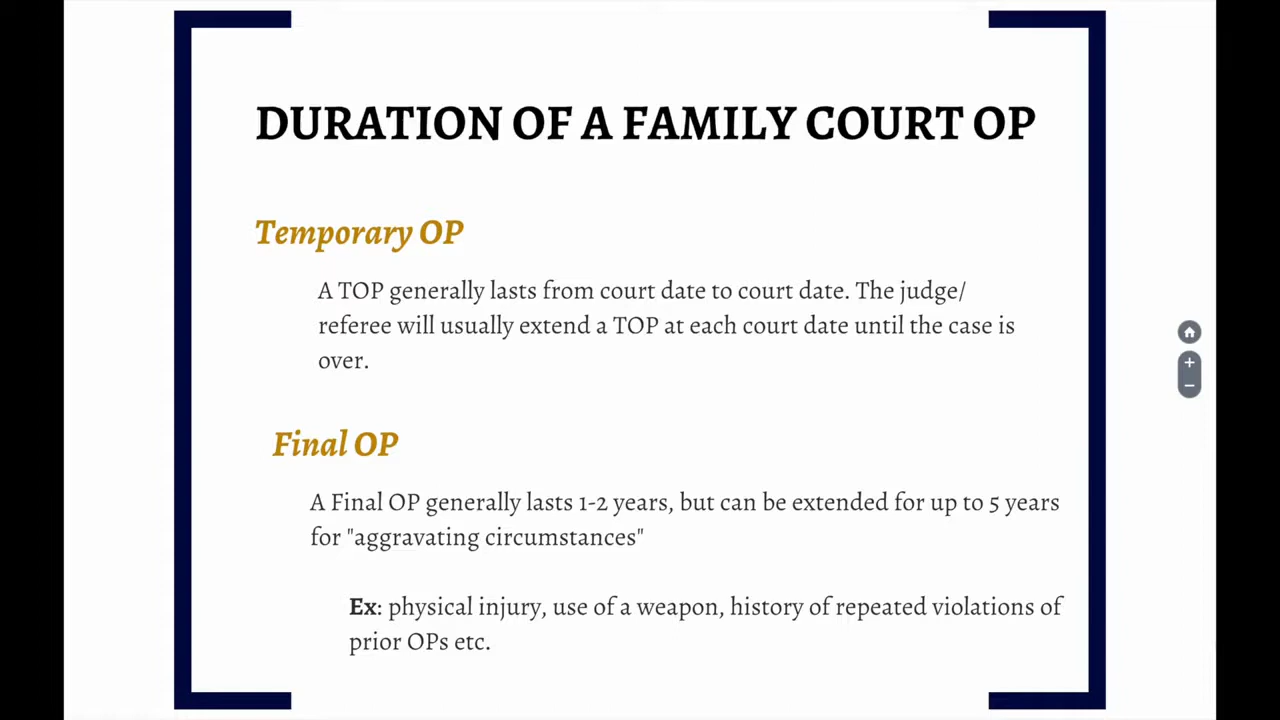 DURATION OF A FAMILY COURT OP
Temporary OP
A TOP generally lasts from court date to court date. The judge/
referee will usually extend a TOP at each court date until the case is
over.
Final OP
A Final OP generally lasts 1-2 years, but can be extended for up to 5 years
for "aggravating circumstances"
Ex: physical injury, use of a weapon, history of repeated violations of
prior OPs etc.